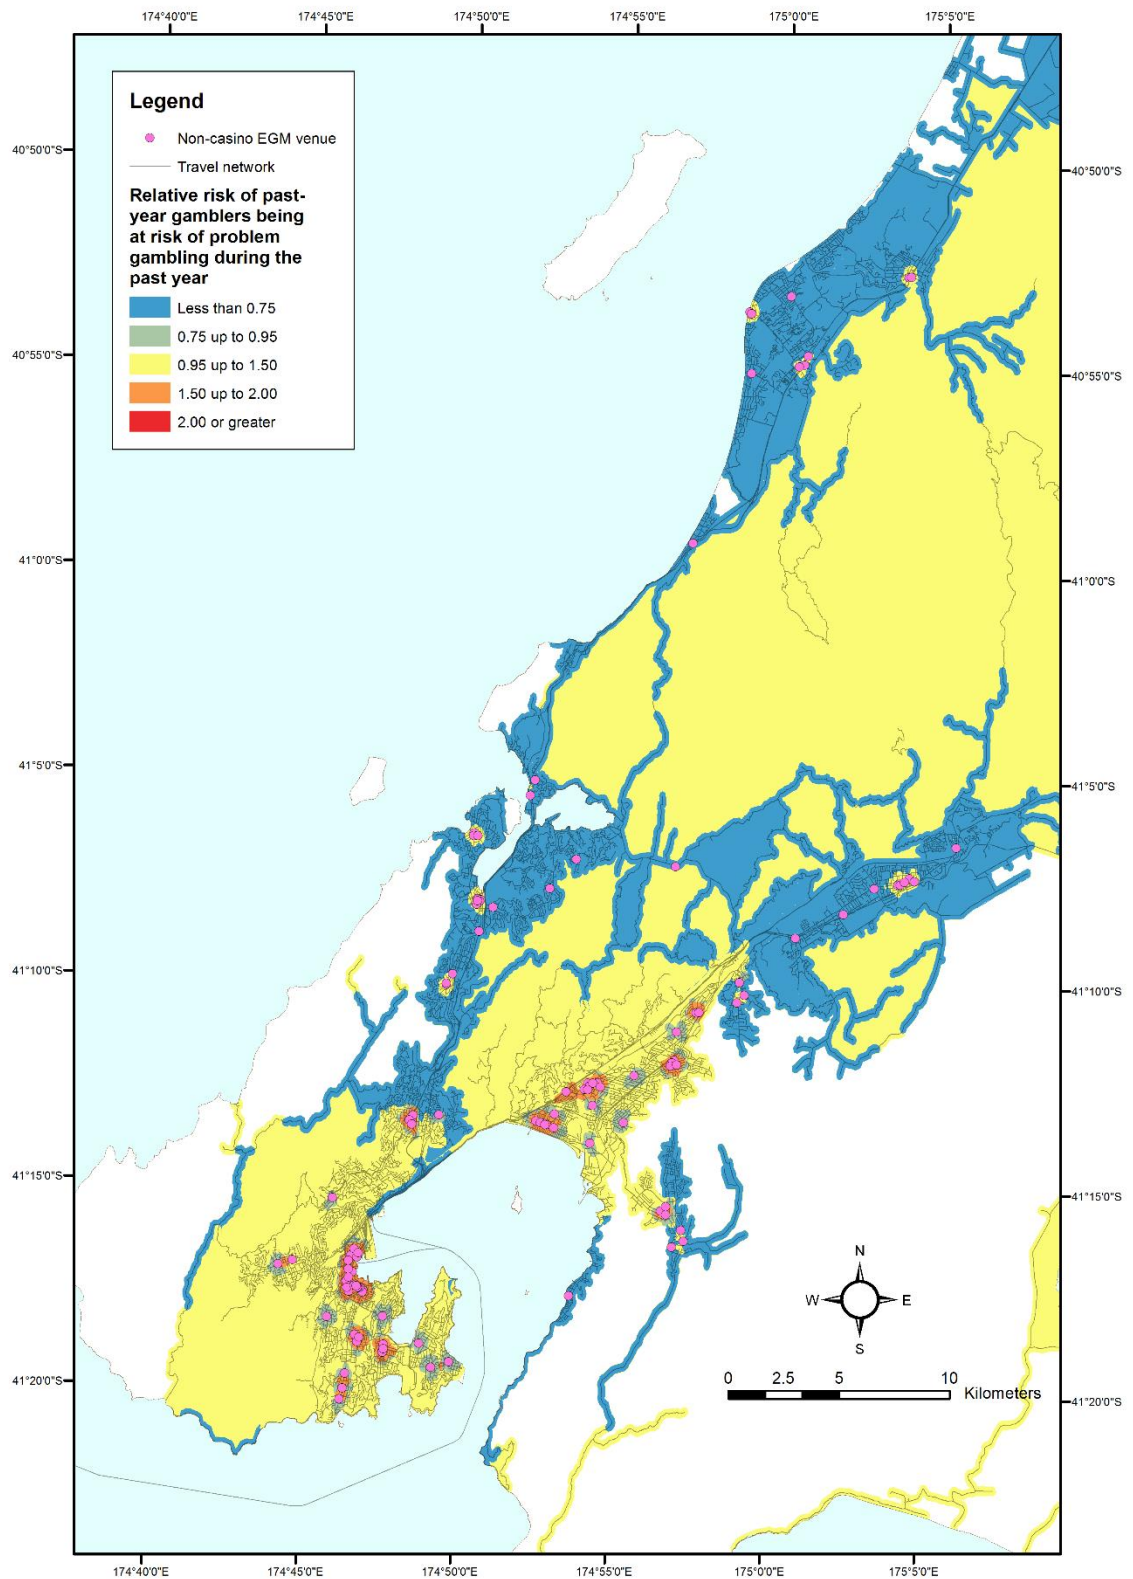 174°40'0"E 174°45'0"E 174°50'0"E 174°55'0"E 175°0'0"E 175°5'0"E
Legend
Non-casino EGM venue
Travel network
Relative risk of past-
year gamblers being
at risk of problem
gambling during the
past year
Less than 0.75
0.75 up to 0.95
0.95 up to 1.50
1.50 up to 2.00
2.00 or greater
40°50'0"S 40°50'0"S
40°55'0"S 40°55'0"S
41°0'0"S 41°0'0"S
41°5'0"S 41°5'0"S
41°10'0"S 41°10'0"S
41°15'0"S 41°15'0"S
N
W E
S
0 2.5 5 10
Kilometers
41°20'0"S 41°20'0"S
174°40'0"E 174°45'0"E 174°50'0"E 174°55'0"E 175°0'0"E 175°5'0"E